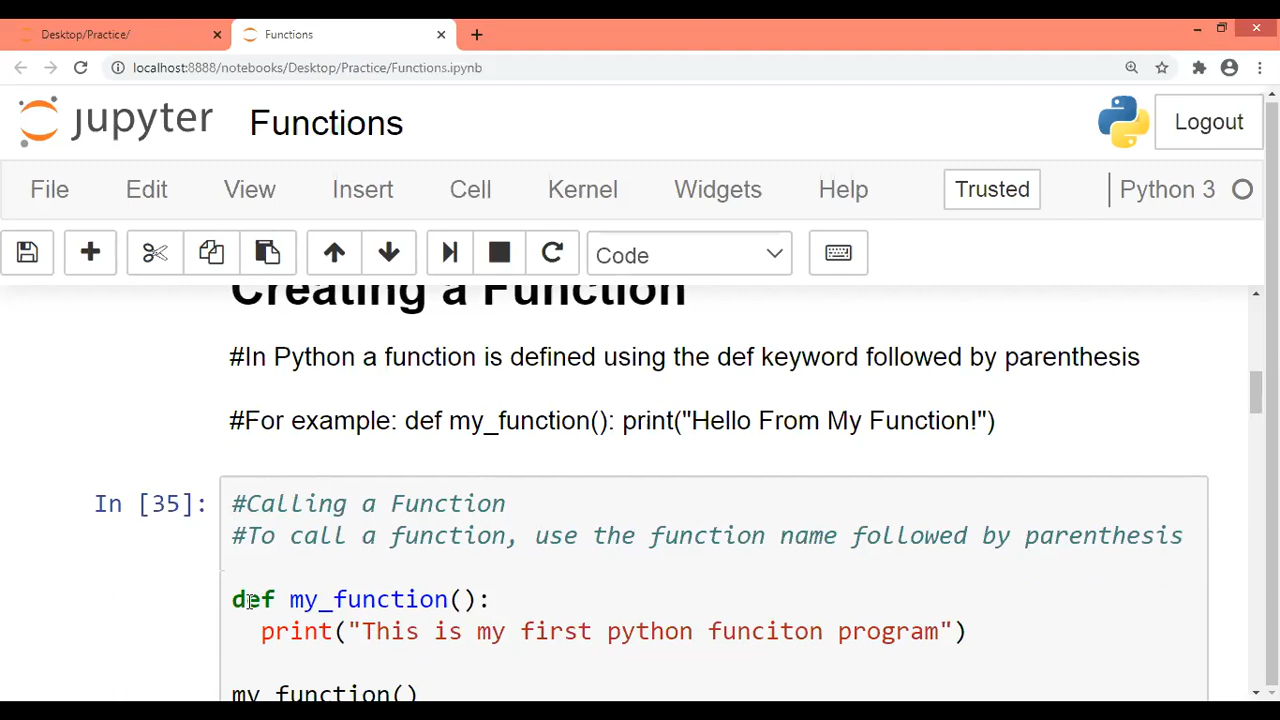 Desktop/Practice/
Functions
localhost:8888/notebooks/Desktop/Practice/Functions.ipynb
jupyter Functions Logout
File Edit View Insert Cell Kernel Widgets Help Trusted Python 3
Code
Creating a Function
#In Python a function is defined using the def keyword followed by parenthesis
#For example: def my_function(): print("Hello From My Function!")
In [35]: #Calling a Function
#To call a function, use the function name followed by parenthesis
def my_function():
print("This is my first python funciton program")
my_function()